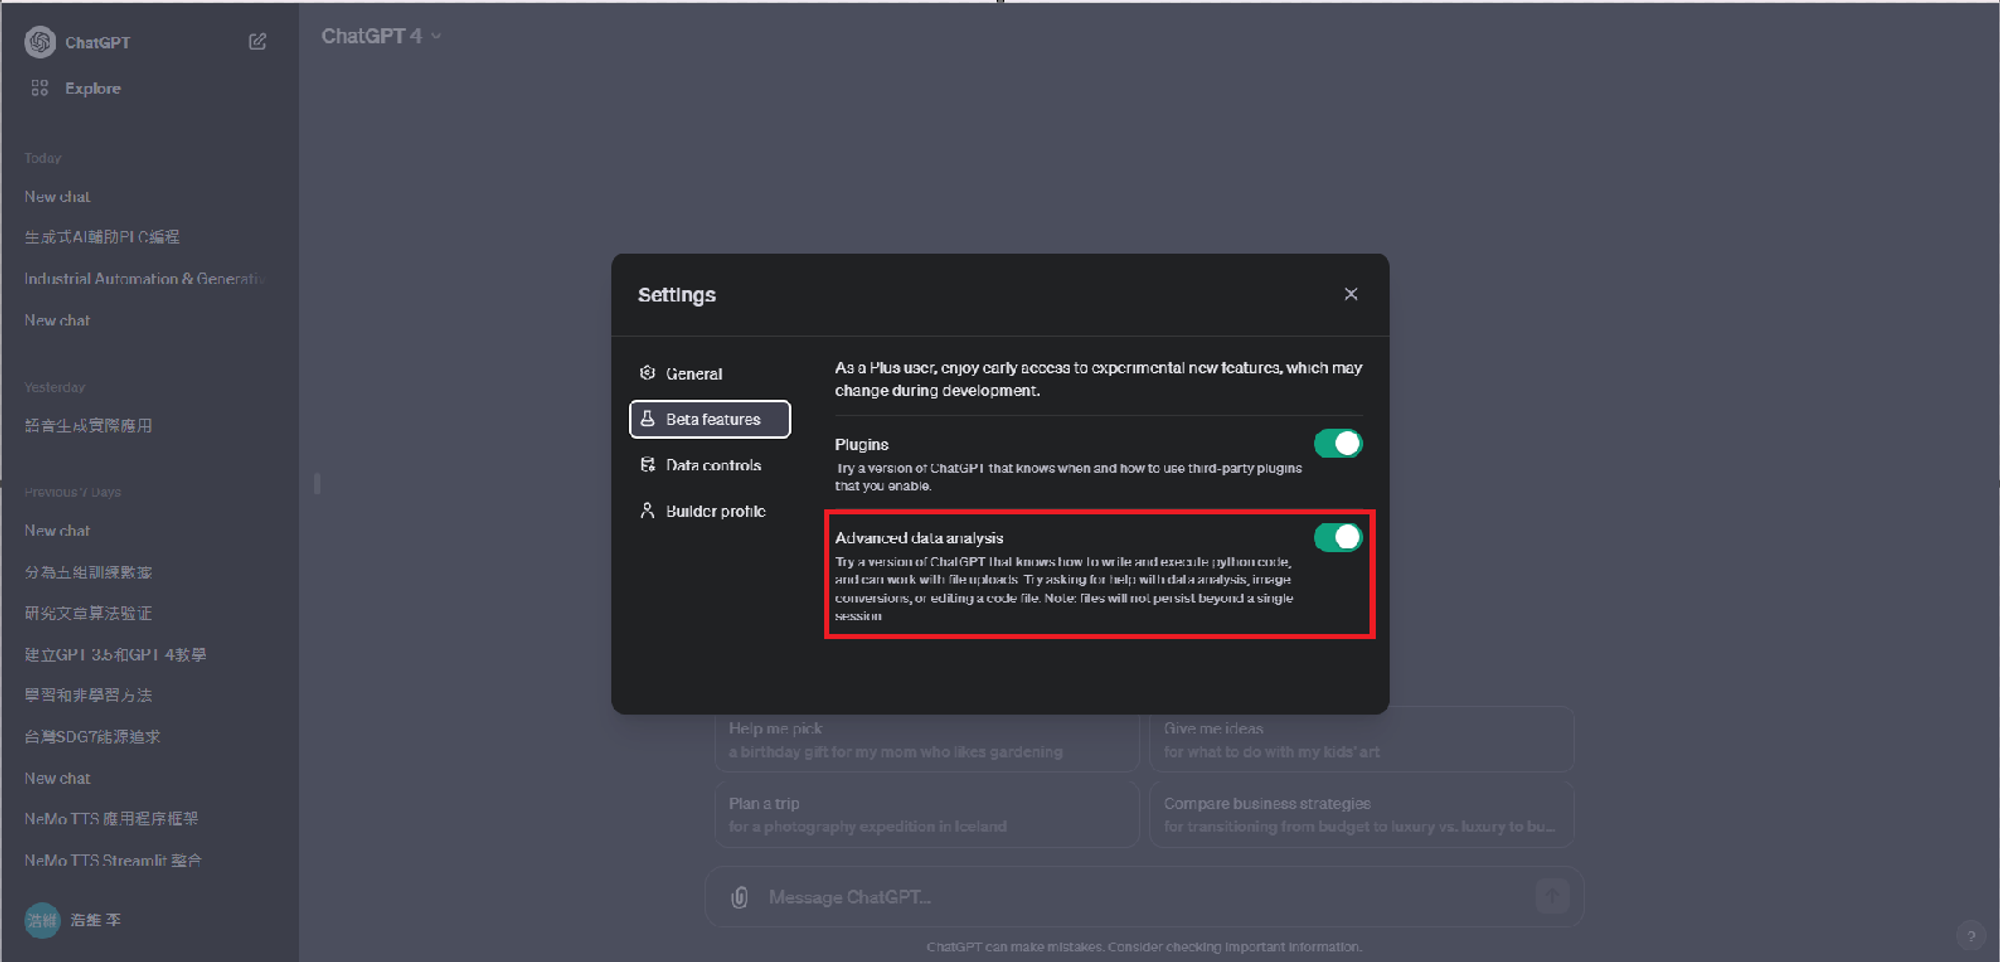 ChatGPT
Explore
Today
New chat
生成式AI輔助PLC編程
Industrial Automation & Generativ
New chat
Yesterday
語音生成實際應用
Previous 7 Days
New chat
分為五組訓練數據
研究文章算法验证
建立GPT 3.5和GPT 4教學
學習和非學習方法
台灣SDG7能源追求
New chat
NeMo TTS 應用程序框架
NeMo TTS Streamlit 整合
浩維
浩維 李
ChatGPT 4
Settings
General
Beta features
Data controls
Builder profile
As a Plus user, enjoy early access to experimental new features, which may
change during development.
Plugins
Try a version of ChatGPT that knows when and how to use third-party plugins
that you enable.
Advanced data analysis
Try a version of ChatGPT that knows how to write and execute python code,
and can work with file uploads. Try asking for help with data analysis, image
conversions, or editing a code file. Note: files will not persist beyond a single
session
Help me pick
a birthday gift for my mom who likes gardening
Give me ideas
for what to do with my kids' art
Plan a trip
for a photography expedition in Iceland
Compare business strategies
for transitioning from budget to luxury vs. luxury to bu...
Message ChatGPT...
ChatGPT can make mistakes. Consider checking important information.
?